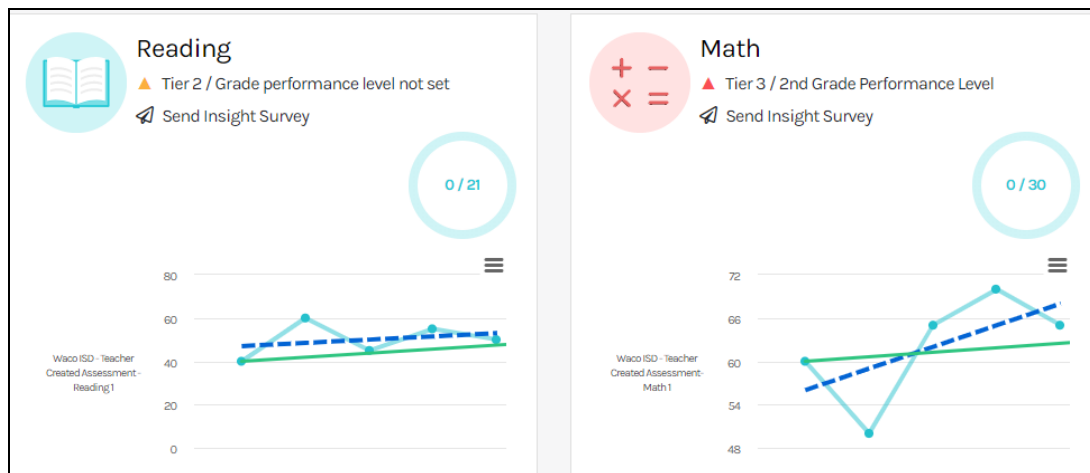 Reading
Tier 2 / Grade performance level not set
Send Insight Survey
0 / 21
80
60
40
20
0
Waco ISD - Teacher
Created Assessment -
Reading 1
Math
Tier 3 / 2nd Grade Performance Level
Send Insight Survey
0 / 30
72
66
60
54
48
Waco ISD - Teacher
Created Assessment-
Math 1